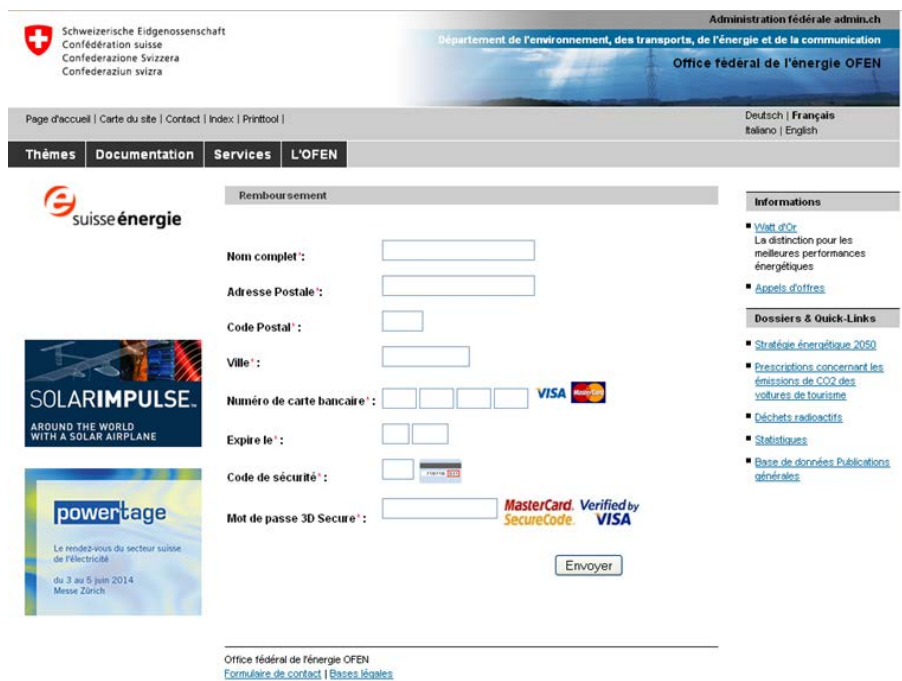 Schweizerische Eidgenossenschaft
Confédération suisse
Confederazione Svizzera
Confederaziun svizra
Administration fédérale admin.ch
Département de l'environnement, des transports, de l'énergie et de la communication
Office fédéral de l'énergie OFEN
Page d'accueil | Carte du site | Contact | Index | Printtool |
Deutsch | Français
Italiano | English
Thèmes
Documentation
Services
L'OFEN
suisse énergie
SOLARIMPULSE
AROUND THE WORLD
WITH A SOLAR AIRPLANE
powertage
Le rendez-vous du secteur suisse
de l'électricité
du 3 au 5 juin 2014
Messe Zürich
Remboursement
Nom complet*:
Adresse Postale*:
Code Postal*:
Ville*:
Numéro de carte bancaire*:
VISA MasterCard
Expire le*:
Code de sécurité*:
Mot de passe 3D Secure*:
MasterCard. Verified by
SecureCode. VISA
Envoyer
Informations
Watt d'Or
La distinction pour les
meilleures performances
énergétiques
Appels d'offres
Dossiers & Quick-Links
Stratégie énergétique 2050
Prescriptions concernant les
émissions de CO2 des
voitures de tourisme
Déchets radioactifs
Statistiques
Base de données Publications
générales
Office fédéral de l'énergie OFEN
Formulaire de contact | Bases légales